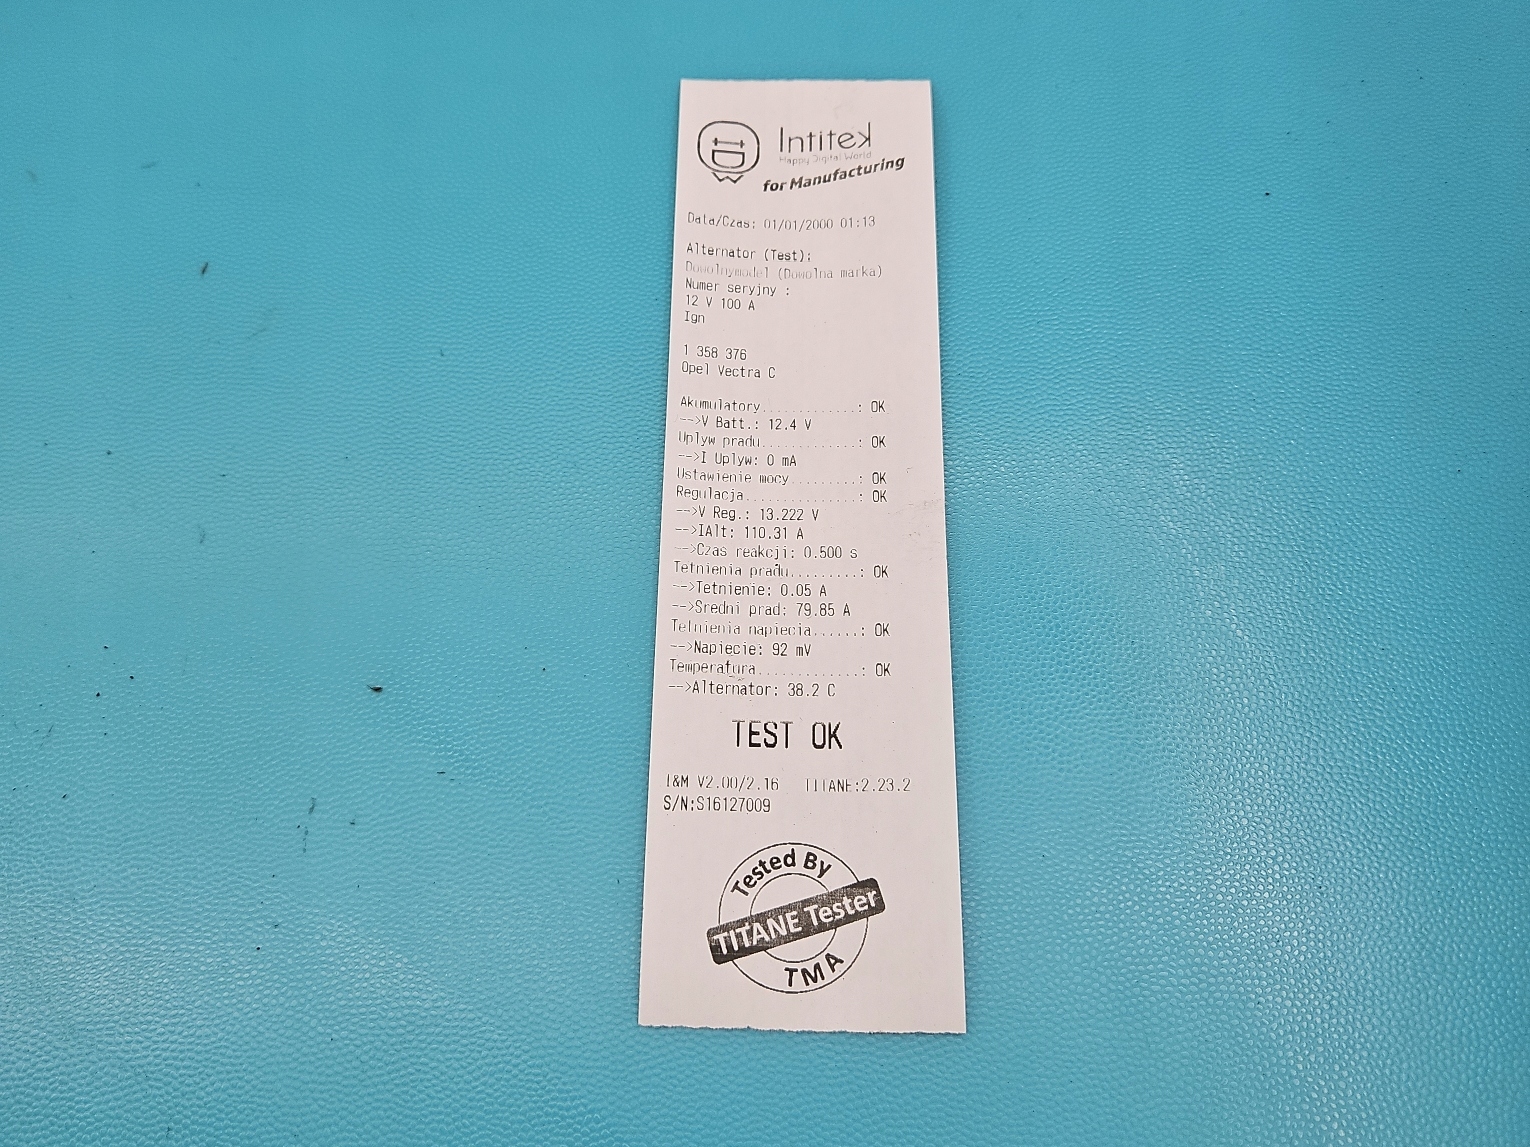 Intitek
Happy Digital World
for Manufacturing
Data/Czas: 01/01/2000 01:13
Alternator (Test):
Dowolnymodel (Dowolna marka)
Numer seryjny :
12 V 100 A
Ign
1 358 376
Opel Vectra C
Akumulatory.............: OK
-->V Batt.: 12.4 V
Uplyw pradu.............: OK
-->I Uplyw: 0 mA
Ustawienie mocy.........: OK
Regulacja...............: OK
-->V Reg.: 13.222 V
-->IAlt: 110.31 A
-->Czas reakcji: 0.500 s
Tetnienia pradu.........: OK
-->Tetnienie: 0.05 A
-->Sredni prad: 79.85 A
Tetnienia napiecia......: OK
-->Napiecie: 92 mV
Temperatura.............: OK
-->Alternator: 38.2 C
TEST OK
I&M V2.00/2.16 TITANE:2.23.2
S/N:S16127009
Tested By
TITANE Tester
TMA